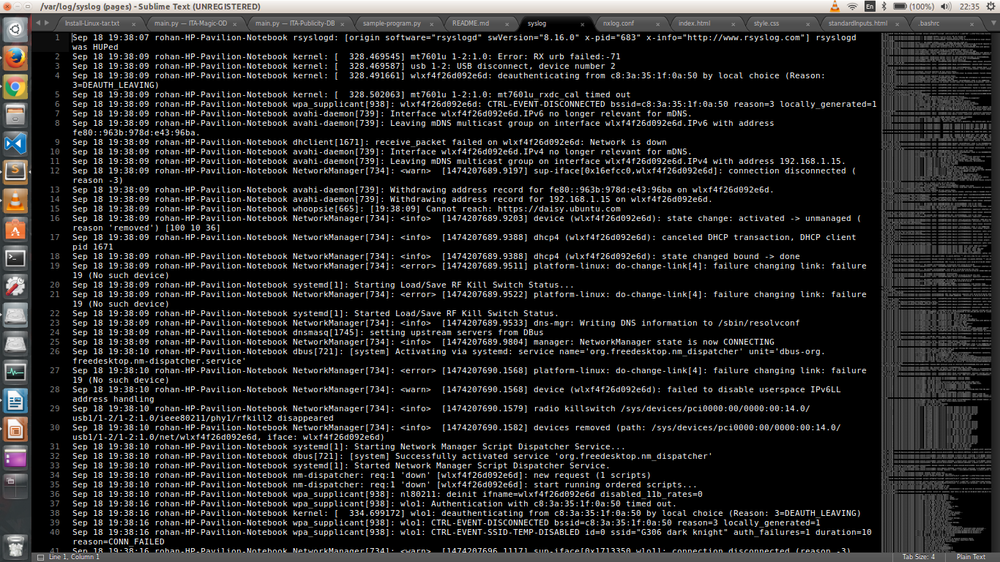 /var/log/syslog (pages) - Sublime Text (UNREGISTERED)
En
(100%)
22:35
Install-Linux-tar.txt
main.py — ITA-Magic-OD
main.py — ITA-Publicity-DB
sample-program.py
README.md
syslog
nxlog.conf
index.html
style.css
standardInputs.html
.bashrc
1 Sep 18 19:38:07 rohan-HP-Pavilion-Notebook rsyslogd: [origin software="rsyslogd" swVersion="8.16.0" x-pid="683" x-info="http://www.rsyslog.com"] rsyslogd
was HUPed
2 Sep 18 19:38:09 rohan-HP-Pavilion-Notebook kernel: [  328.469545] mt7601u 1-2:1.0: Error: RX urb failed:-71
3 Sep 18 19:38:09 rohan-HP-Pavilion-Notebook kernel: [  328.469587] usb 1-2: USB disconnect, device number 2
4 Sep 18 19:38:09 rohan-HP-Pavilion-Notebook kernel: [  328.491661] wlxf4f26d092e6d: deauthenticating from c8:3a:35:1f:0a:50 by local choice (Reason:
3=DEAUTH_LEAVING)
5 Sep 18 19:38:09 rohan-HP-Pavilion-Notebook kernel: [  328.502063] mt7601u 1-2:1.0: mt7601u_rxdc_cal timed out
6 Sep 18 19:38:09 rohan-HP-Pavilion-Notebook wpa_supplicant[938]: wlxf4f26d092e6d: CTRL-EVENT-DISCONNECTED bssid=c8:3a:35:1f:0a:50 reason=3 locally_generated=1
7 Sep 18 19:38:09 rohan-HP-Pavilion-Notebook avahi-daemon[739]: Interface wlxf4f26d092e6d.IPv6 no longer relevant for mDNS.
8 Sep 18 19:38:09 rohan-HP-Pavilion-Notebook avahi-daemon[739]: Leaving mDNS multicast group on interface wlxf4f26d092e6d.IPv6 with address
fe80::963b:978d:e43:96ba.
9 Sep 18 19:38:09 rohan-HP-Pavilion-Notebook dhclient[1671]: receive_packet failed on wlxf4f26d092e6d: Network is down
10 Sep 18 19:38:09 rohan-HP-Pavilion-Notebook avahi-daemon[739]: Interface wlxf4f26d092e6d.IPv4 no longer relevant for mDNS.
11 Sep 18 19:38:09 rohan-HP-Pavilion-Notebook avahi-daemon[739]: Leaving mDNS multicast group on interface wlxf4f26d092e6d.IPv4 with address 192.168.1.15.
12 Sep 18 19:38:09 rohan-HP-Pavilion-Notebook NetworkManager[734]: <warn>  [1474207689.9197] sup-iface[0x16efcc0,wlxf4f26d092e6d]: connection disconnected (
reason -3)
13 Sep 18 19:38:09 rohan-HP-Pavilion-Notebook avahi-daemon[739]: Withdrawing address record for fe80::963b:978d:e43:96ba on wlxf4f26d092e6d.
14 Sep 18 19:38:09 rohan-HP-Pavilion-Notebook avahi-daemon[739]: Withdrawing address record for 192.168.1.15 on wlxf4f26d092e6d.
15 Sep 18 19:38:09 rohan-HP-Pavilion-Notebook whoopsie[665]: [19:38:09] Cannot reach: https://daisy.ubuntu.com
16 Sep 18 19:38:09 rohan-HP-Pavilion-Notebook NetworkManager[734]: <info>  [1474207689.9203] device (wlxf4f26d092e6d): state change: activated -> unmanaged (
reason 'removed') [100 10 36]
17 Sep 18 19:38:09 rohan-HP-Pavilion-Notebook NetworkManager[734]: <info>  [1474207689.9388] dhcp4 (wlxf4f26d092e6d): canceled DHCP transaction, DHCP client
pid 1671
18 Sep 18 19:38:09 rohan-HP-Pavilion-Notebook NetworkManager[734]: <info>  [1474207689.9388] dhcp4 (wlxf4f26d092e6d): state changed bound -> done
19 Sep 18 19:38:09 rohan-HP-Pavilion-Notebook NetworkManager[734]: <error> [1474207689.9511] platform-linux: do-change-link[4]: failure changing link: failure
19 (No such device)
20 Sep 18 19:38:09 rohan-HP-Pavilion-Notebook systemd[1]: Starting Load/Save RF Kill Switch Status...
21 Sep 18 19:38:09 rohan-HP-Pavilion-Notebook NetworkManager[734]: <error> [1474207689.9522] platform-linux: do-change-link[4]: failure changing link: failure
19 (No such device)
22 Sep 18 19:38:09 rohan-HP-Pavilion-Notebook systemd[1]: Started Load/Save RF Kill Switch Status.
23 Sep 18 19:38:09 rohan-HP-Pavilion-Notebook NetworkManager[734]: <info>  [1474207689.9533] dns-mgr: Writing DNS information to /sbin/resolvconf
24 Sep 18 19:38:09 rohan-HP-Pavilion-Notebook dnsmasq[1745]: setting upstream servers from DBus
25 Sep 18 19:38:09 rohan-HP-Pavilion-Notebook NetworkManager[734]: <info>  [1474207689.9804] manager: NetworkManager state is now CONNECTING
26 Sep 18 19:38:09 rohan-HP-Pavilion-Notebook dbus[721]: [system] Activating via systemd: service name='org.freedesktop.nm_dispatcher' unit='dbus-org.
freedesktop.nm-dispatcher.service'
27 Sep 18 19:38:10 rohan-HP-Pavilion-Notebook NetworkManager[734]: <error> [1474207690.1568] platform-linux: do-change-link[4]: failure changing link: failure
19 (No such device)
28 Sep 18 19:38:10 rohan-HP-Pavilion-Notebook NetworkManager[734]: <warn>  [1474207690.1568] device (wlxf4f26d092e6d): failed to disable userspace IPv6LL
address handling
29 Sep 18 19:38:10 rohan-HP-Pavilion-Notebook NetworkManager[734]: <info>  [1474207690.1579] radio killswitch /sys/devices/pci0000:00/0000:00:14.0/
usb1/1-2/1-2:1.0/ieee80211/phy1/rfkill2 disappeared
30 Sep 18 19:38:10 rohan-HP-Pavilion-Notebook NetworkManager[734]: <info>  [1474207690.1582] devices removed (path: /sys/devices/pci0000:00/0000:00:14.0/
usb1/1-2/1-2:1.0/net/wlxf4f26d092e6d, iface: wlxf4f26d092e6d)
31 Sep 18 19:38:10 rohan-HP-Pavilion-Notebook systemd[1]: Starting Network Manager Script Dispatcher Service...
32 Sep 18 19:38:10 rohan-HP-Pavilion-Notebook dbus[721]: [system] Successfully activated service 'org.freedesktop.nm_dispatcher'
33 Sep 18 19:38:10 rohan-HP-Pavilion-Notebook systemd[1]: Started Network Manager Script Dispatcher Service.
34 Sep 18 19:38:10 rohan-HP-Pavilion-Notebook nm-dispatcher: req:1 'down' [wlxf4f26d092e6d]: new request (1 scripts)
35 Sep 18 19:38:10 rohan-HP-Pavilion-Notebook nm-dispatcher: req:1 'down' [wlxf4f26d092e6d]: start running ordered scripts...
36 Sep 18 19:38:10 rohan-HP-Pavilion-Notebook wpa_supplicant[938]: nl80211: deinit ifname=wlxf4f26d092e6d disabled_11b_rates=0
37 Sep 18 19:38:16 rohan-HP-Pavilion-Notebook wpa_supplicant[938]: wlo1: Authentication with c8:3a:35:1f:0a:50 timed out.
38 Sep 18 19:38:16 rohan-HP-Pavilion-Notebook kernel: [  334.699172] wlo1: deauthenticating from c8:3a:35:1f:0a:50 by local choice (Reason: 3=DEAUTH_LEAVING)
39 Sep 18 19:38:16 rohan-HP-Pavilion-Notebook wpa_supplicant[938]: wlo1: CTRL-EVENT-DISCONNECTED bssid=c8:3a:35:1f:0a:50 reason=3 locally_generated=1
40 Sep 18 19:38:16 rohan-HP-Pavilion-Notebook wpa_supplicant[938]: wlo1: CTRL-EVENT-SSID-TEMP-DISABLED id=0 ssid="G306 dark knight" auth_failures=1 duration=10
reason=CONN_FAILED
41 Sep 18 19:38:16 rohan-HP-Pavilion-Notebook NetworkManager[734]: <warn>  [1474207696.1117] sup-iface[0x1713350,wlo1]: connection disconnected (reason -3)
Line 1, Column 1
Tab Size: 4
Plain Text